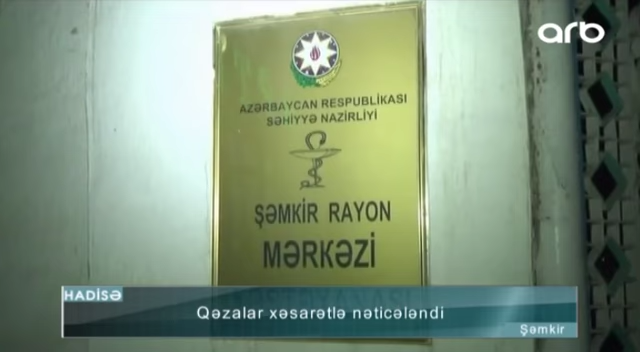 arb
AZƏRBAYCAN RESPUBLİKASI
SƏHİYYƏ NAZİRLİYİ
ŞƏMKİR RAYON
MƏRKƏZİ
HADİSƏ
Qəzalar xəsarətlə nəticələndi
Şəmkir